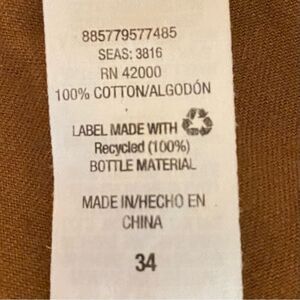 885779577485
SEAS: 3816
RN 42000
100% COTTON/ALGODÓN
LABEL MADE WITH
Recycled (100%)
BOTTLE MATERIAL
MADE IN/HECHO EN
CHINA
34